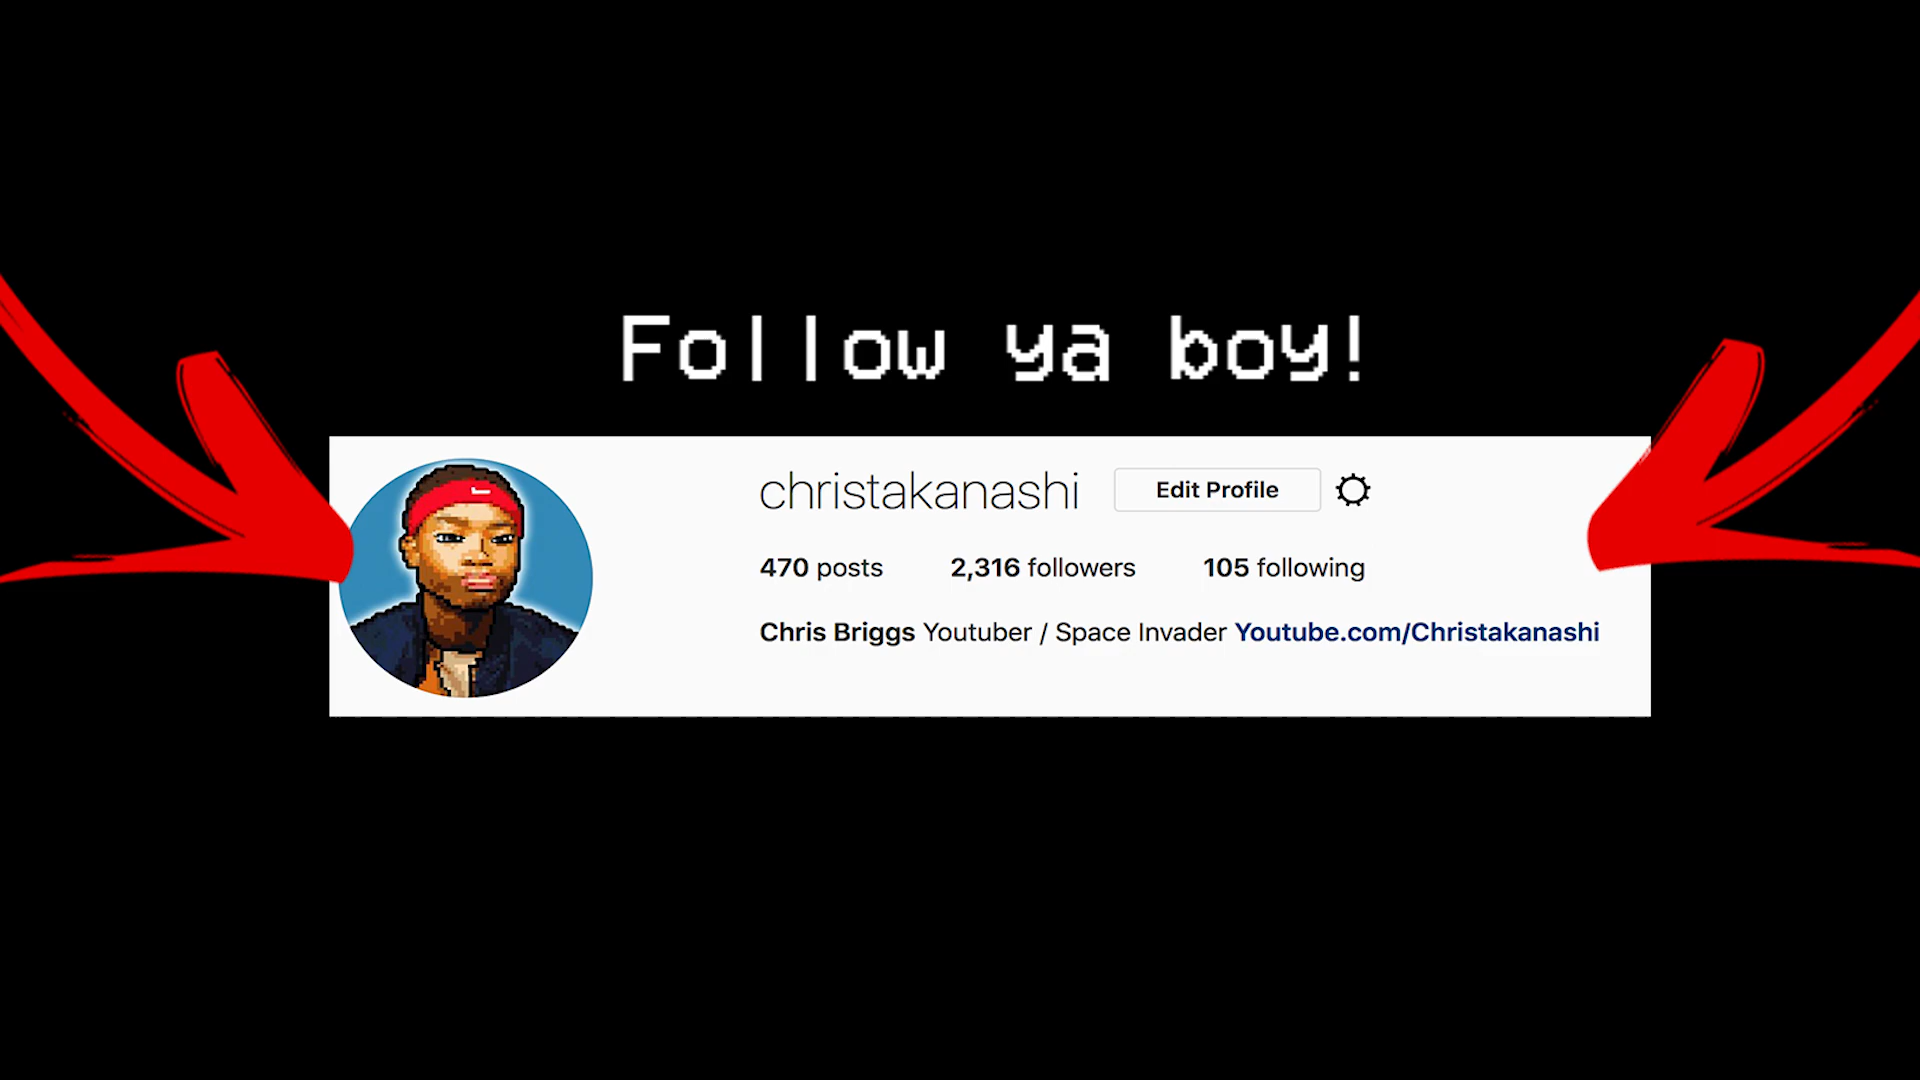 Follow ya boy!
christakanashi Edit Profile
470 posts 2,316 followers 105 following
Chris Briggs Youtuber / Space Invader Youtube.com/Christakanashi